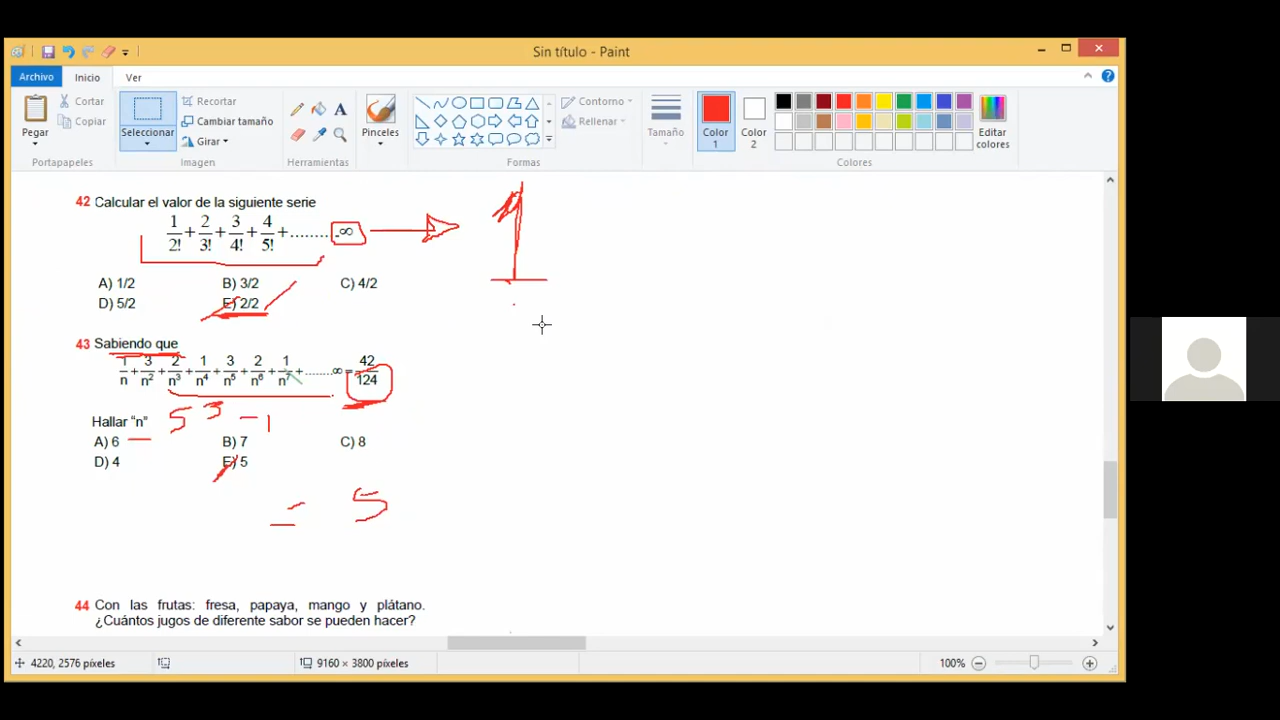 Sin título - Paint
Archivo Inicio Ver
Pegar
Cortar
Copiar
Portapapeles
Seleccionar
Recortar
Cambiar tamaño
Girar
Imagen
Herramientas
Pinceles
Formas
Contorno
Rellenar
Tamaño
Color 1
Color 2
Editar colores
Colores
42 Calcular el valor de la siguiente serie
1/2! + 2/3! + 3/4! + 4/5! + ........∞
1
A) 1/2 B) 3/2 C) 4/2
D) 5/2 E) 2/2
43 Sabiendo que
1/n + 3/n² + 2/n³ + 1/n⁴ + 3/n⁵ + 2/n⁶ + 1/n⁷ + ........∞ = 42/124
Hallar “n”
5³ - 1
A) 6 B) 7 C) 8
D) 4 E) 5
= 5
44 Con las frutas: fresa, papaya, mango y plátano.
¿Cuántos jugos de diferente sabor se pueden hacer?
4220, 2576 píxeles
9160 × 3800 píxeles
100%